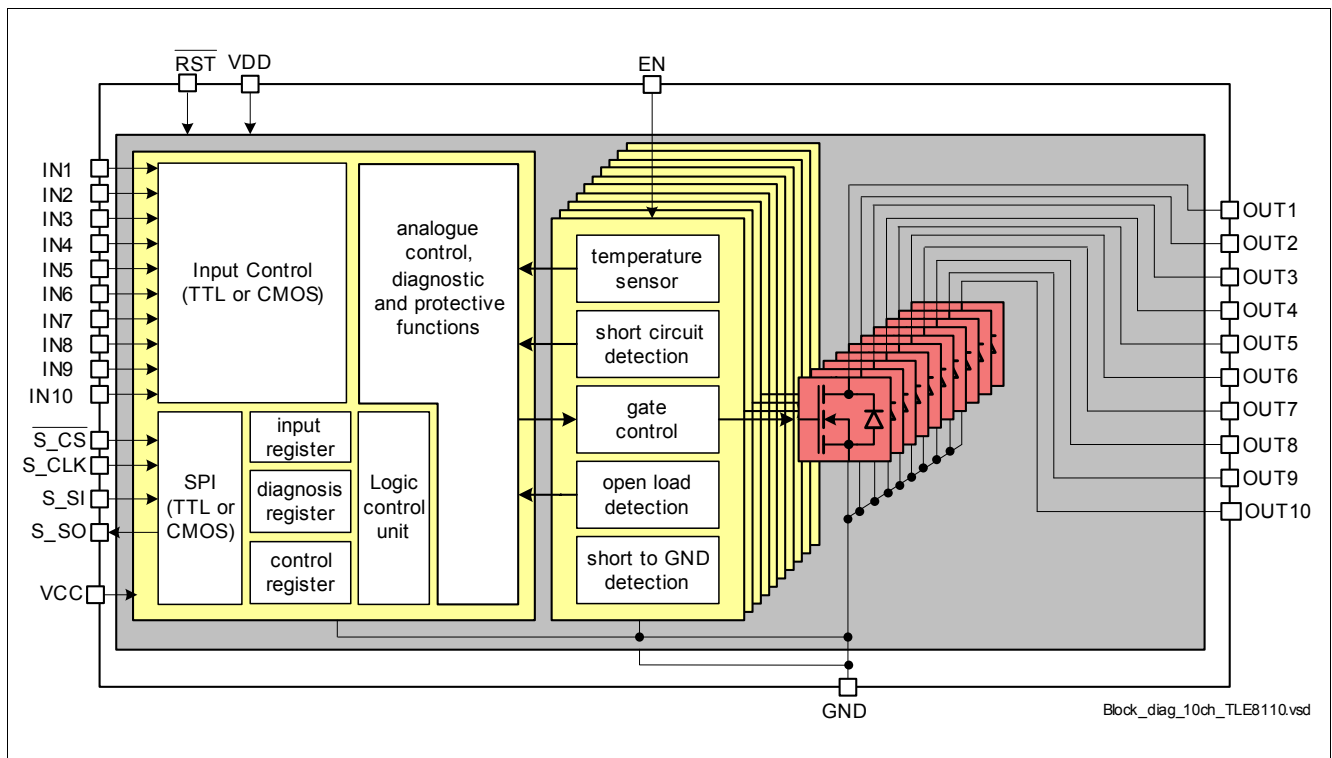 RST
VDD
EN
IN1
IN2
IN3
IN4
IN5
IN6
IN7
IN8
IN9
IN10
S_CS
S_CLK
S_SI
S_SO
VCC
Input Control
(TTL or CMOS)
analogue
control,
diagnostic
and protective
functions
SPI
(TTL or
CMOS)
input
register
diagnosis
register
control
register
Logic
control
unit
temperature
sensor
short circuit
detection
gate
control
open load
detection
short to GND
detection
OUT1
OUT2
OUT3
OUT4
OUT5
OUT6
OUT7
OUT8
OUT9
OUT10
GND
Block_diag_10ch_TLE8110.vsd